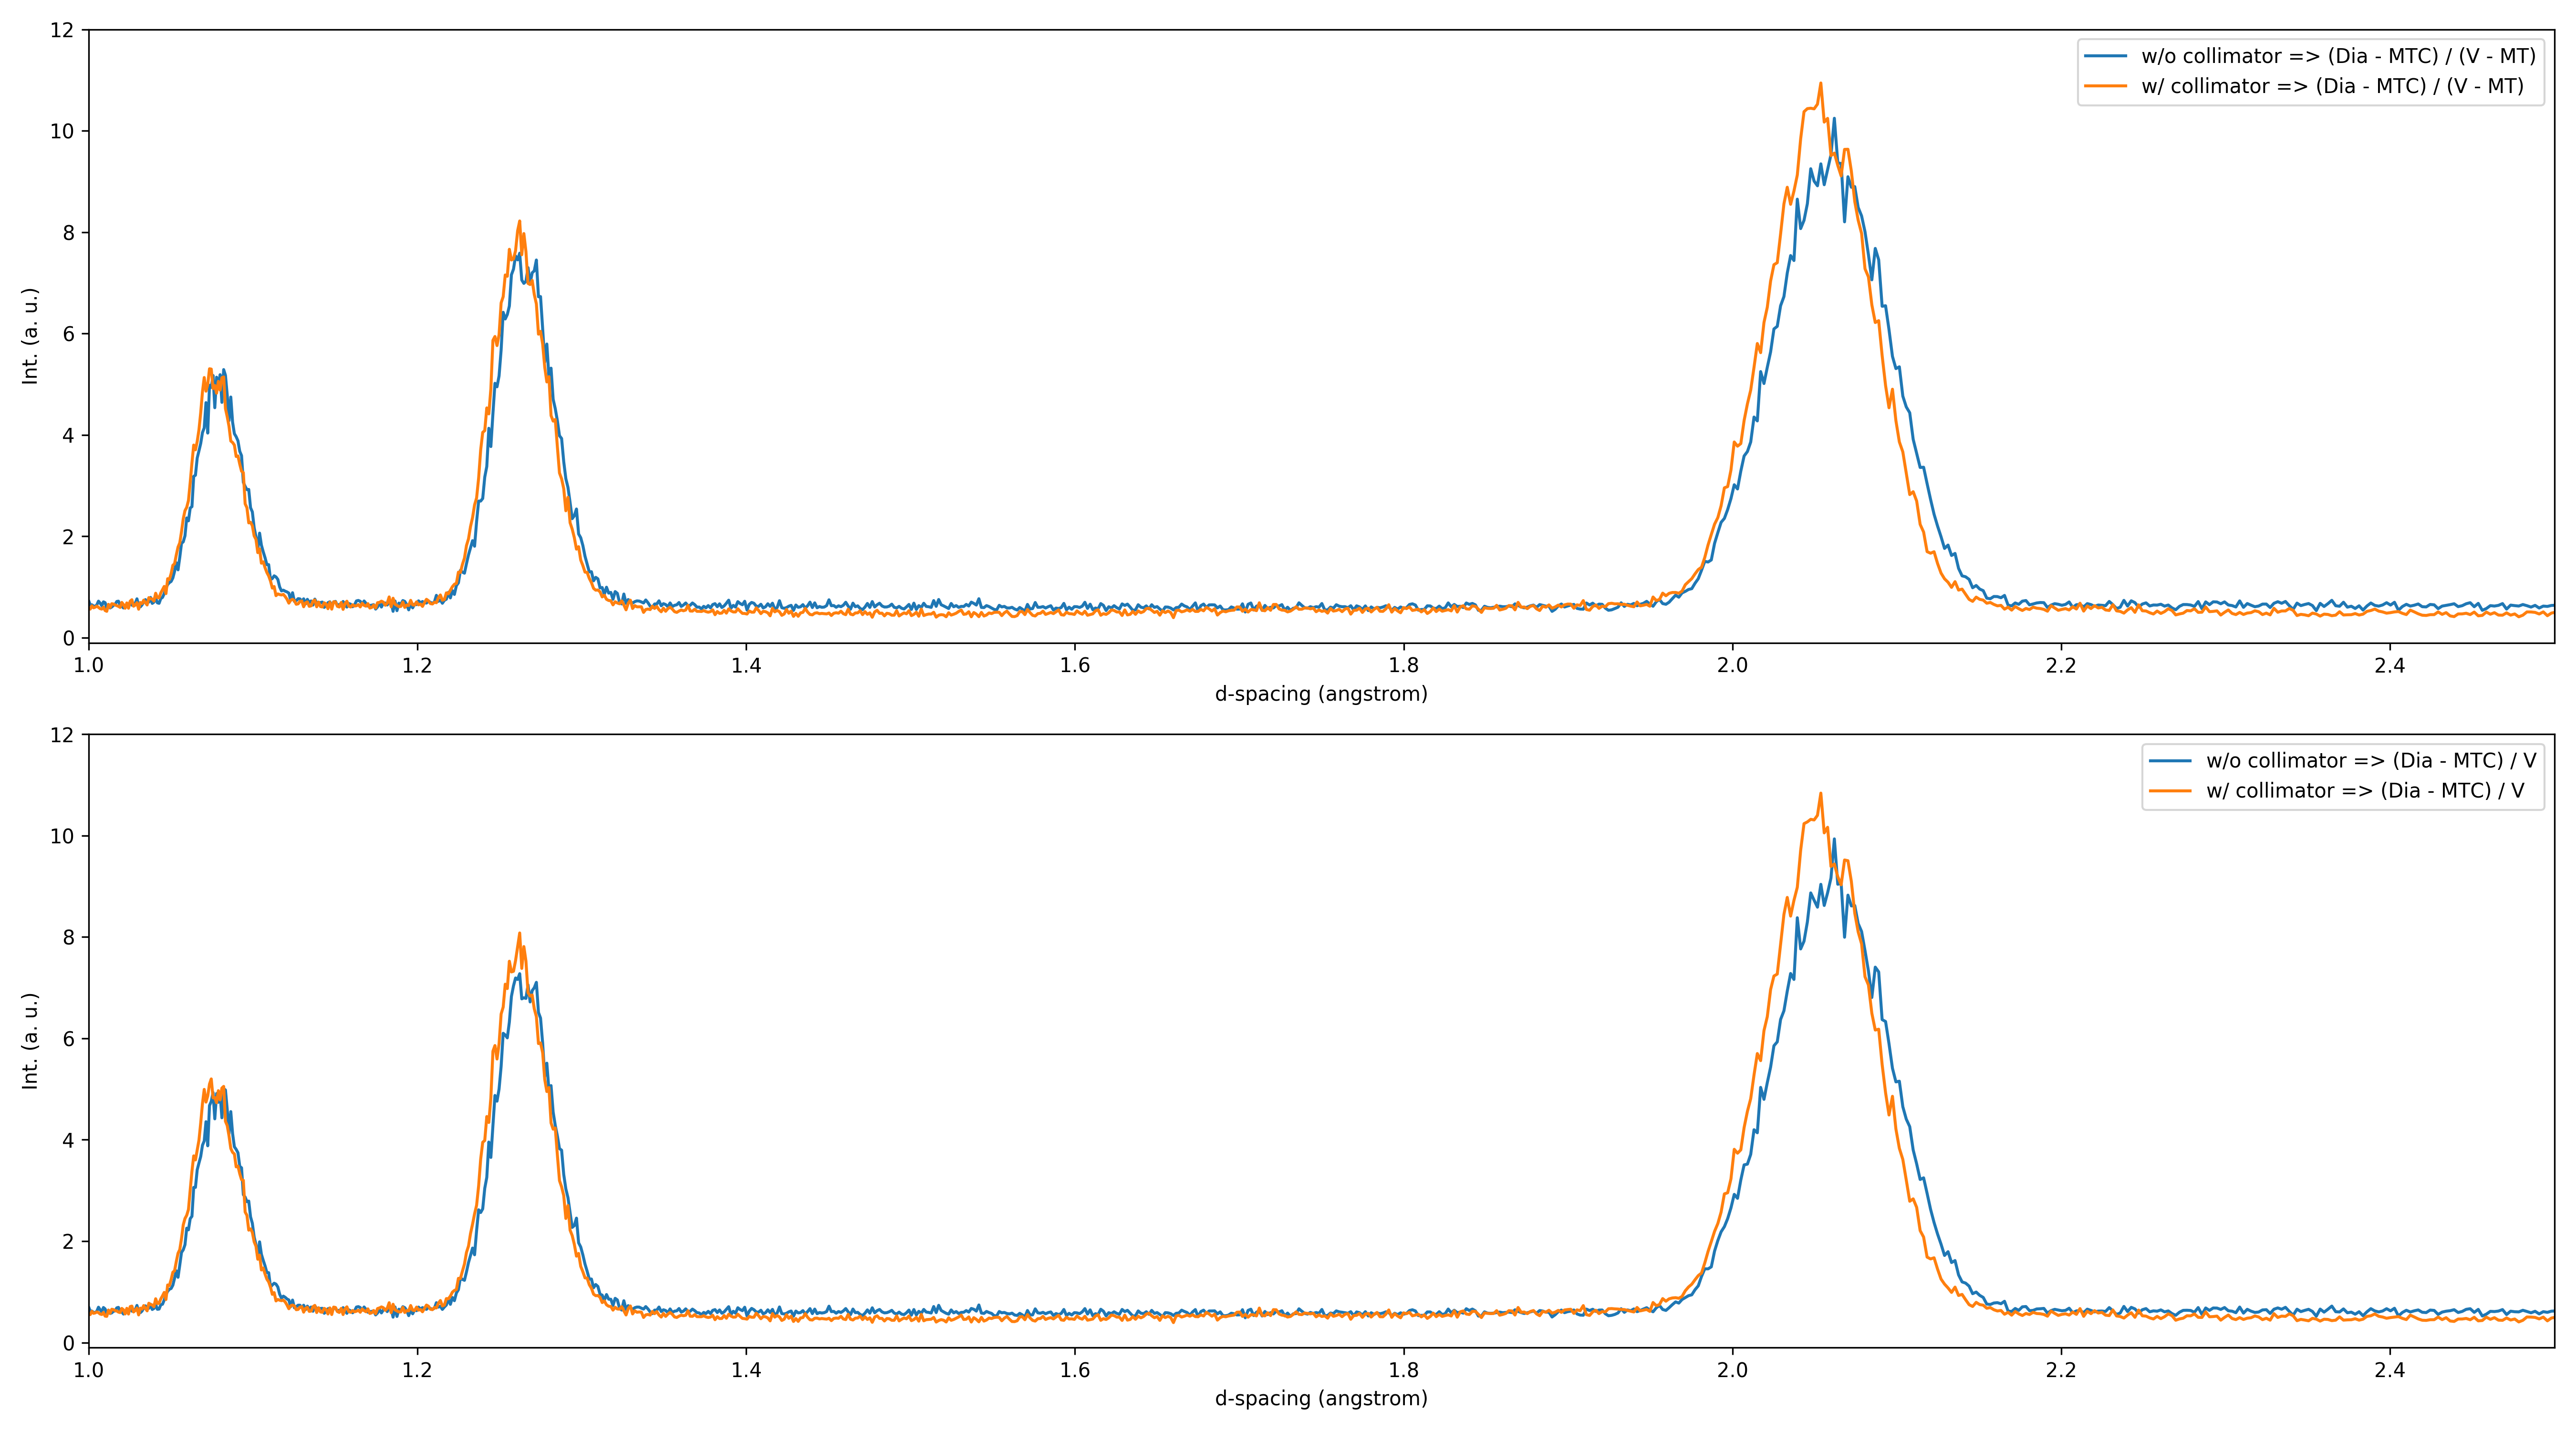 12
10
8
6
4
2
0
Int. (a. u.)
w/o collimator => (Dia - MTC) / (V - MT)
w/ collimator => (Dia - MTC) / (V - MT)
1.0 1.2 1.4 1.6 1.8 2.0 2.2 2.4
d-spacing (angstrom)
12
10
8
6
4
2
0
Int. (a. u.)
w/o collimator => (Dia - MTC) / V
w/ collimator => (Dia - MTC) / V
1.0 1.2 1.4 1.6 1.8 2.0 2.2 2.4
d-spacing (angstrom)